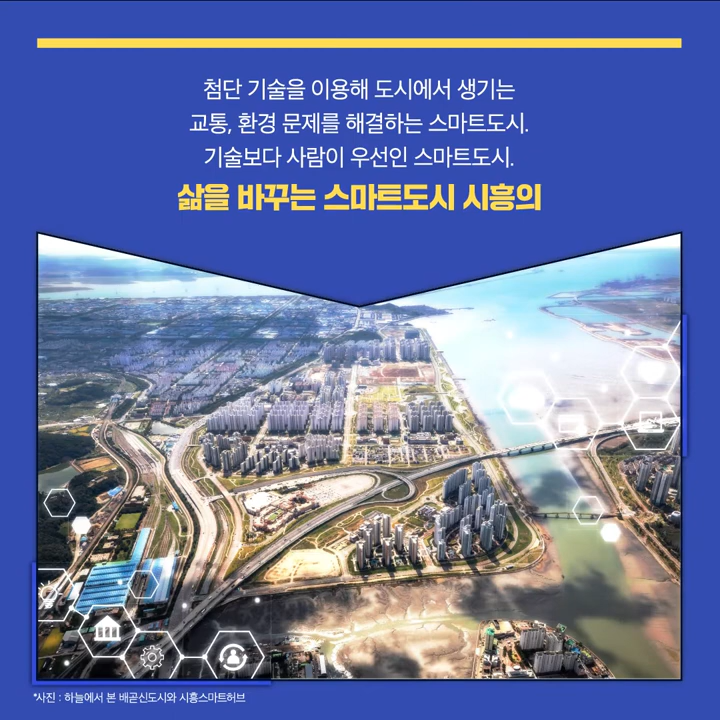 첨단 기술을 이용해 도시에서 생기는
교통, 환경 문제를 해결하는 스마트도시.
기술보다 사람이 우선인 스마트도시.
삶을 바꾸는 스마트도시 시흥의
*사진 : 하늘에서 본 배곧신도시와 시흥스마트허브